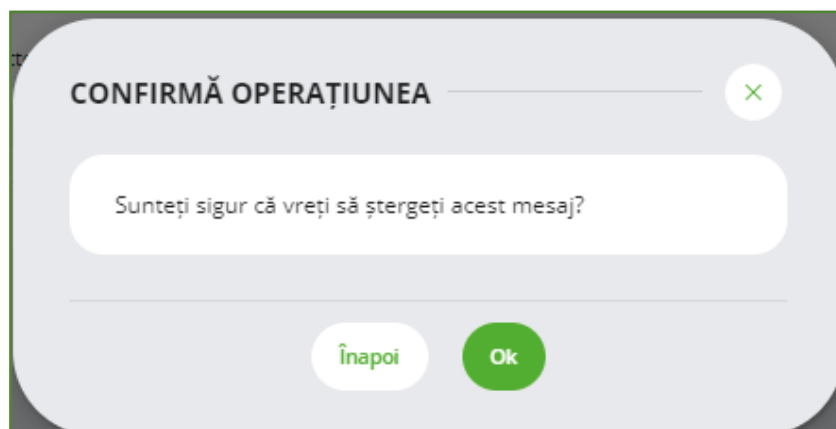 CONFIRMĂ OPERAȚIUNEA
Sunteți sigur că vreți să ștergeți acest mesaj?
Înapoi
Ok